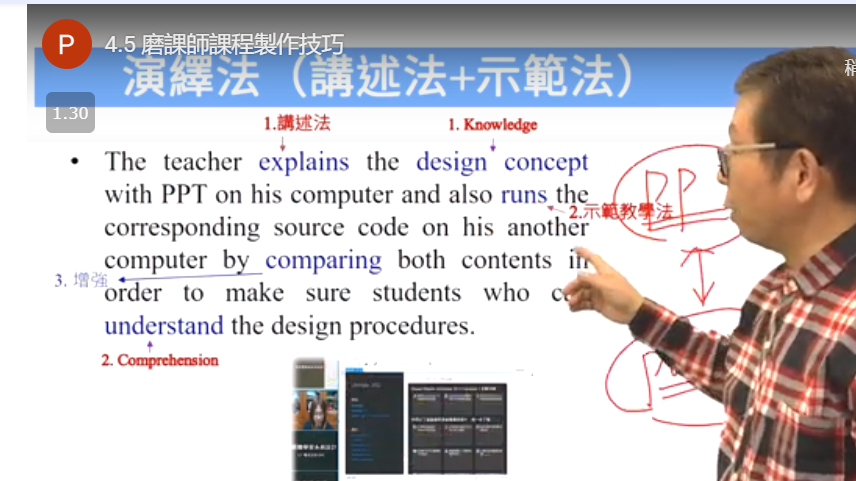 P
4.5 磨課師課程製作技巧
稍
演繹法（講述法+示範法）
1.30
1.講述法
1. Knowledge
• The teacher explains the design concept
with PPT on his computer and also runs the
2.示範教學法
corresponding source code on his another
computer by comparing both contents in
3. 增強
order to make sure students who
understand the design procedures.
2. Comprehension
PP